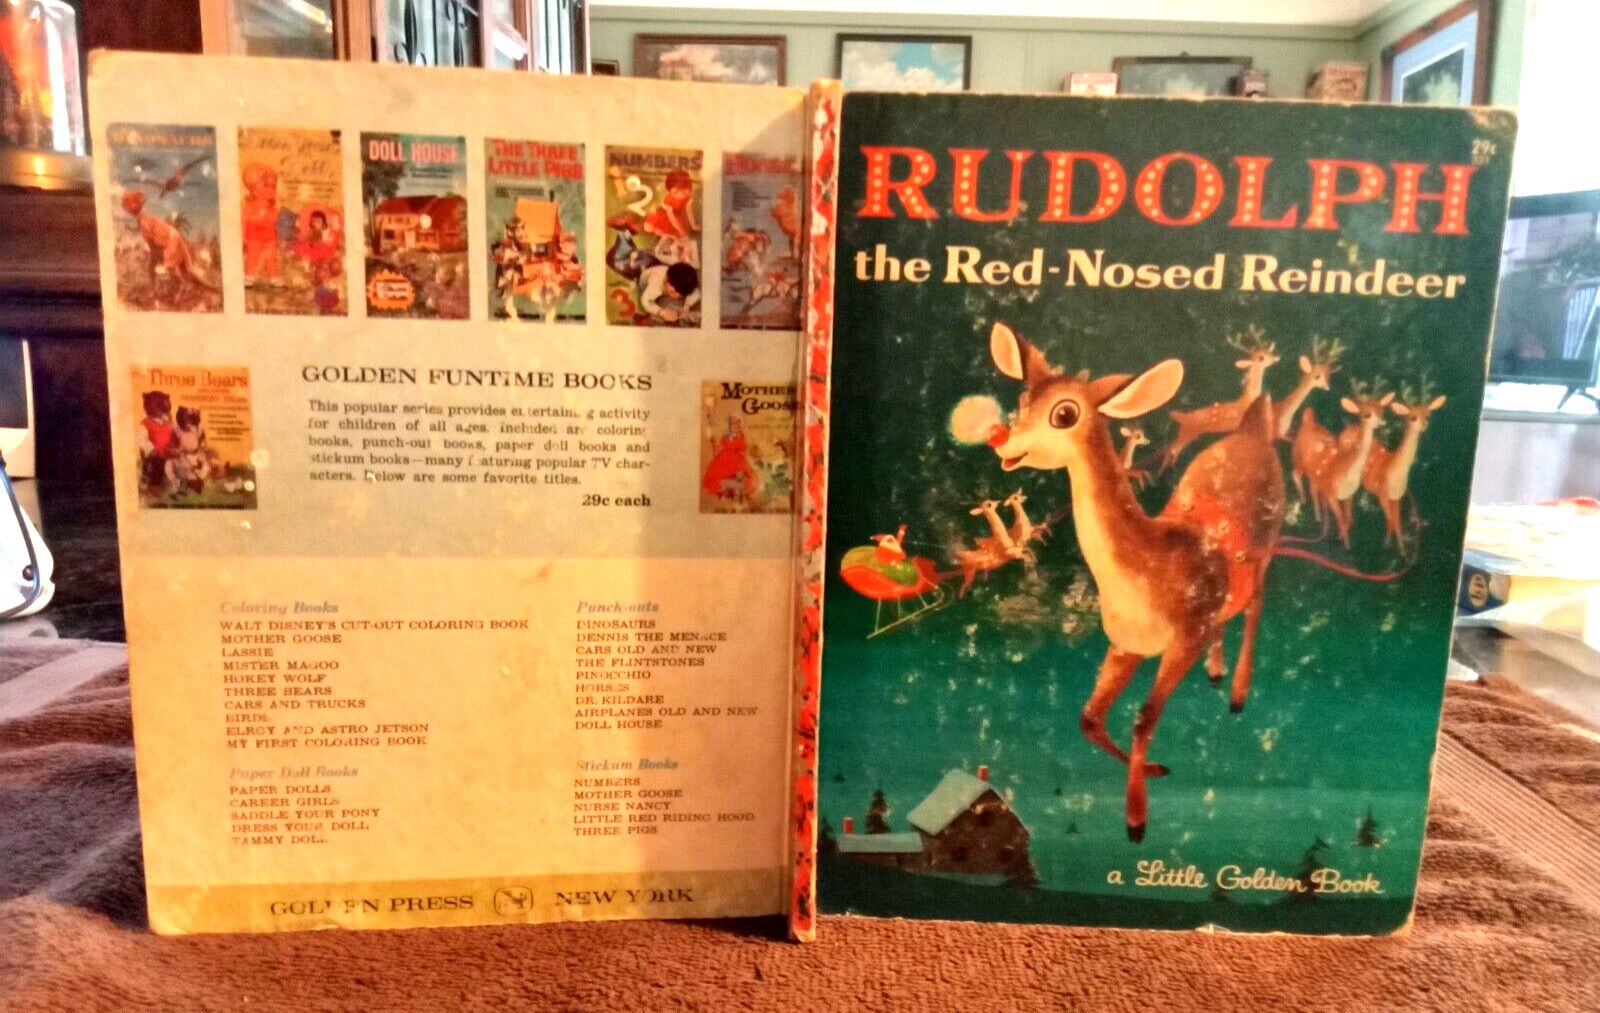 DOLL HOUSE
THE THREE
LITTLE PIGS
NUMBERS
1 2
3
Three Bears
MOTHER
GOOSE
GOLDEN FUNTIME BOOKS
This popular series provides entertaining activity
for children of all ages. Included are coloring
books, punch-out books, paper doll books and
stickum books—many featuring popular TV char-
acters. Below are some favorite titles.
29c each
Coloring Books
WALT DISNEY'S CUT-OUT COLORING BOOK
MOTHER GOOSE
LASSIE
MISTER MAGOO
HOKEY WOLF
THREE BEARS
CARS AND TRUCKS
BIRDS
ELROY AND ASTRO JETSON
MY FIRST COLORING BOOK
Paper Doll Books
PAPER DOLLS
CAREER GIRLS
SADDLE YOUR PONY
DRESS YOUR DOLL
TAMMY DOLL
Punch-outs
DINOSAURS
DENNIS THE MENACE
CARS OLD AND NEW
THE FLINTSTONES
PINOCCHIO
HORSES
DR. KILDARE
AIRPLANES OLD AND NEW
DOLL HOUSE
Stickum Books
NUMBERS
MOTHER GOOSE
NURSE NANCY
LITTLE RED RIDING HOOD
THREE PIGS
GOLDEN PRESS NEW YORK
29c
331
RUDOLPH
the Red-Nosed Reindeer
a Little Golden Book